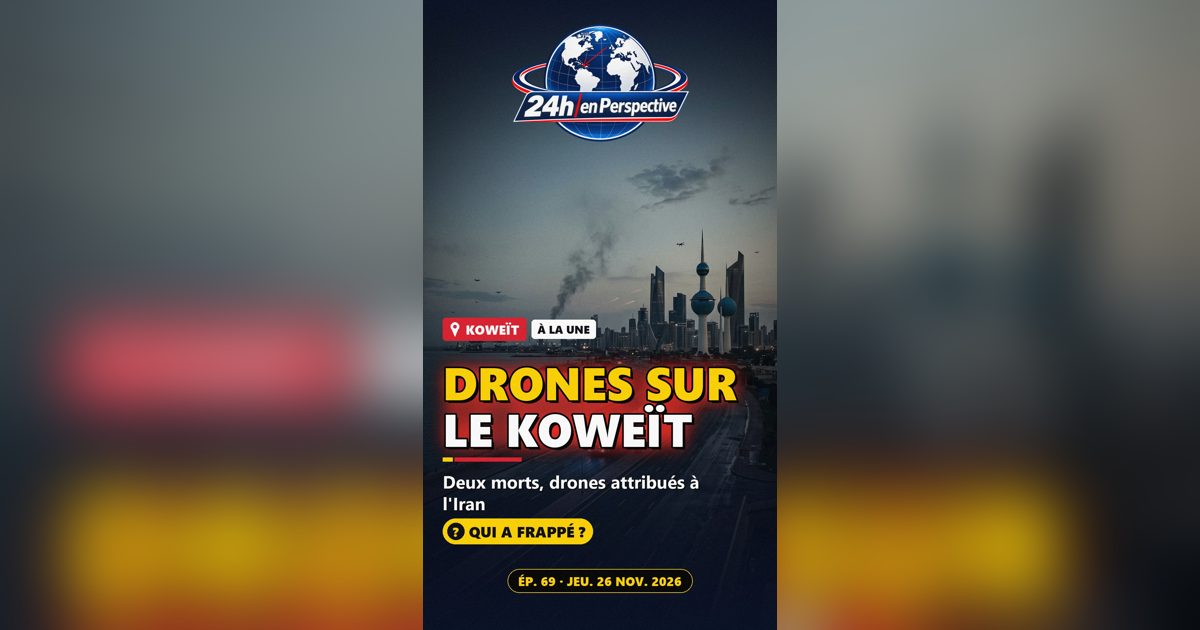 24h/en Perspective
KOWEÏT
À LA UNE
DRONES SUR
LE KOWEÏT
Deux morts, drones attribués à
l'Iran
? QUI A FRAPPÉ ?
ÉP. 69 · JEU. 26 NOV. 2026